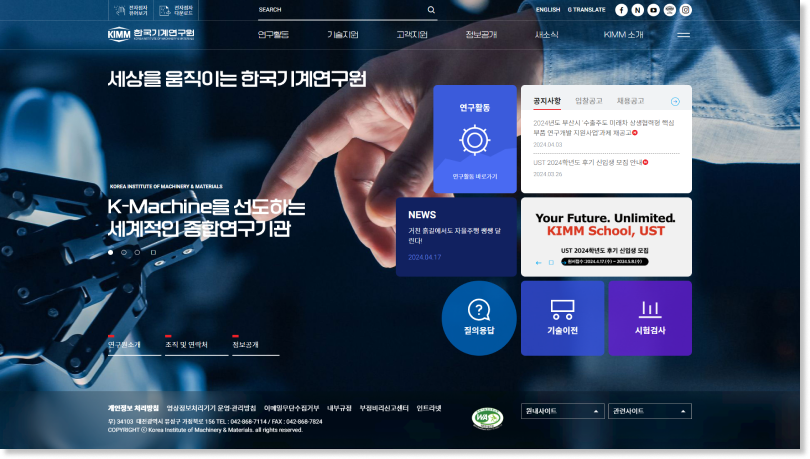 전자민지
뷰어보기
전자민지
다운로드
SEARCH
ENGLISH G TRANSLATE
KIMM 한국기계연구원
연구활동 기술지원 고객지원 정보공개 새소식 KIMM 소개
세상을 움직이는 한국기계연구원
연구활동
연구활동 바로가기
공지사항 입찰공고 채용공고
2024년도 부산시 '수출주도 미래차 상생협력형 핵심
부품 연구개발 지원사업'과제 재공고
2024.04.03
UST 2024학년도 후기 신입생 모집 안내
2024.03.26
KOREA INSTITUTE OF MACHINERY & MATERIALS
K-Machine을 선도하는
세계적인 종합연구기관
NEWS
거친 흙길에서도 자율주행 쌩쌩 달
린다!
2024.04.17
Your Future. Unlimited.
KIMM School, UST
UST 2024학년도 후기 신입생 모집
원서접수 : 2024.4.17.(수) ~ 2024.5.8.(수)
질의응답
기술이전
시험검사
연구원소개 조직 및 연락처 정보공개
개인정보 처리방침 영상정보처리기기 운영·관리방침 이메일무단수집거부 내부규정 부정비리신고센터 인트라넷
우) 34103 대전광역시 유성구 가정북로 156 TEL : 042-868-7114 / FAX : 042-868-7824
COPYRIGHT ⓒ Korea Institute of Machinery & Materials. all rights reserved.
WA
원내사이트
관련사이트